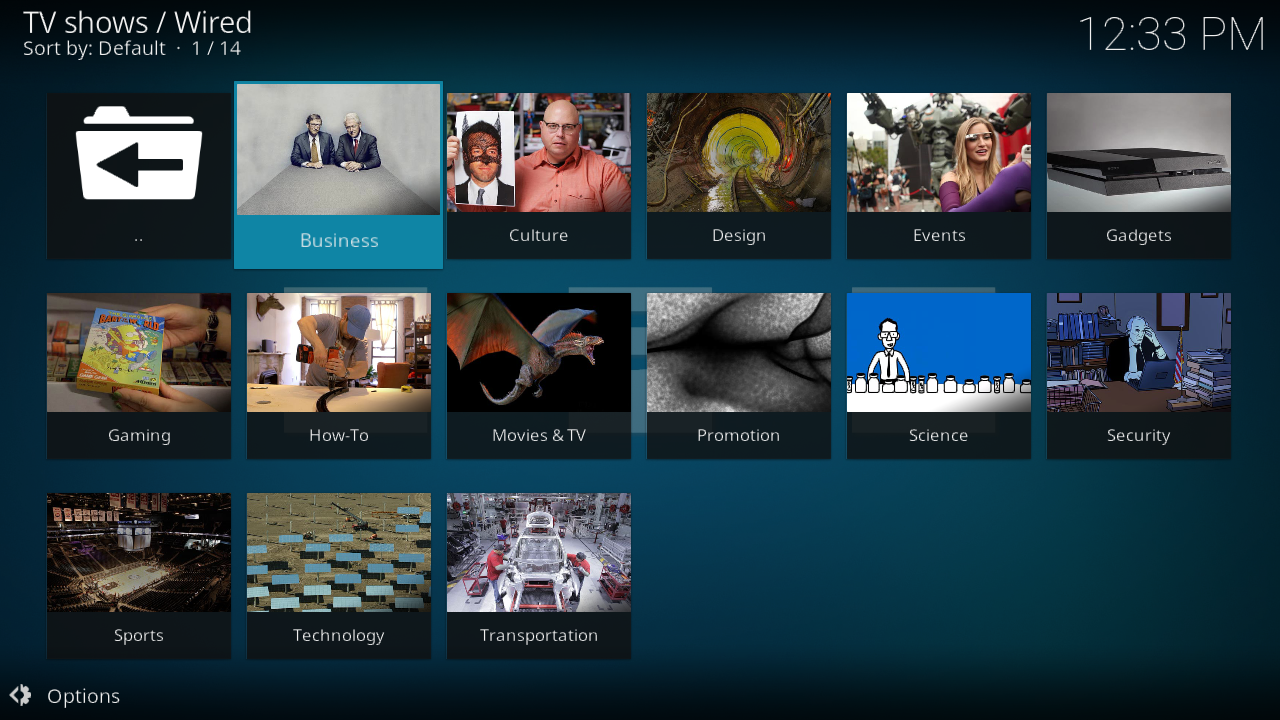 TV shows / Wired
Sort by: Default · 1 / 14
12:33 PM
..
Business
Culture
Design
Events
Gadgets
Gaming
How-To
Movies & TV
Promotion
Science
Security
Sports
Technology
Transportation
Options